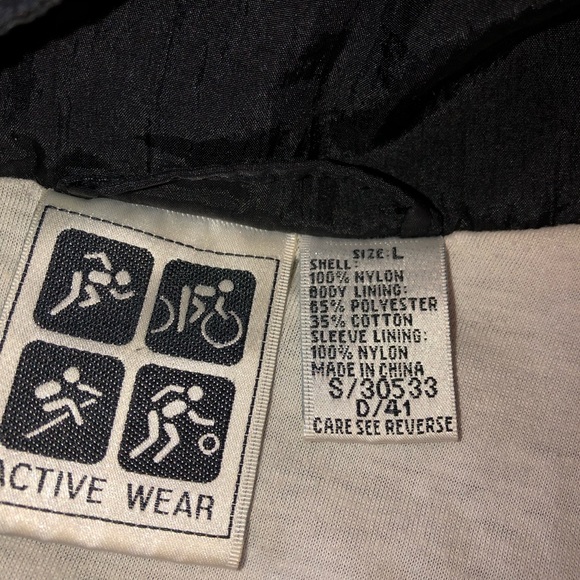 ACTIVE WEAR
SIZE: L
SHELL:
100% NYLON
BODY LINING:
65% POLYESTER
35% COTTON
SLEEVE LINING:
100% NYLON
MADE IN CHINA
S/30533
D/41
CARE SEE REVERSE